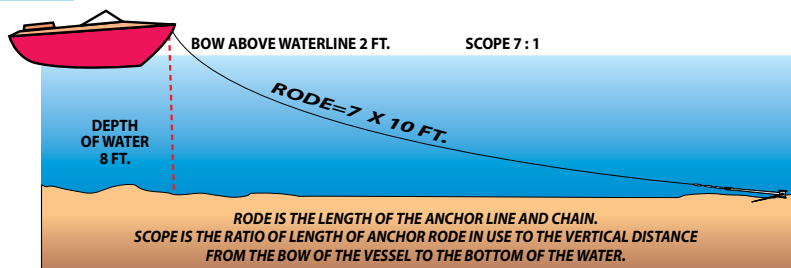 BOW ABOVE WATERLINE 2 FT.
SCOPE 7 : 1
RODE=7 X 10 FT.
DEPTH
OF WATER
8 FT.
RODE IS THE LENGTH OF THE ANCHOR LINE AND CHAIN.
SCOPE IS THE RATIO OF LENGTH OF ANCHOR RODE IN USE TO THE VERTICAL DISTANCE
FROM THE BOW OF THE VESSEL TO THE BOTTOM OF THE WATER.